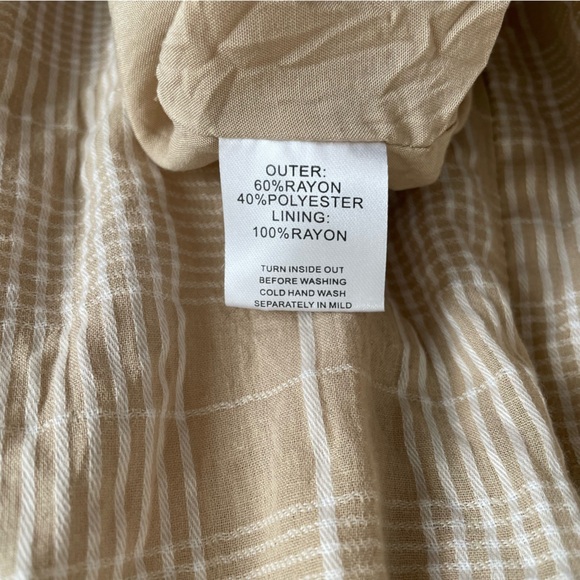 OUTER:
60%RAYON
40%POLYESTER
LINING:
100%RAYON
TURN INSIDE OUT
BEFORE WASHING
COLD HAND WASH
SEPARATELY IN MILD